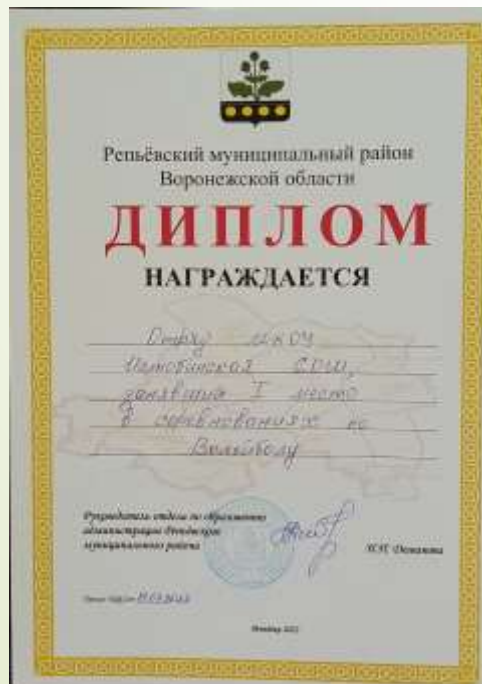 Репьёвский муниципальный район
Воронежской области
ДИПЛОМ
НАГРАЖДАЕТСЯ
Отряд МКОУ
СОШ,
занявший I место
в соревнованиях по
Волейболу
Руководитель отдела по образованию
администрации Репьёвского
муниципального района